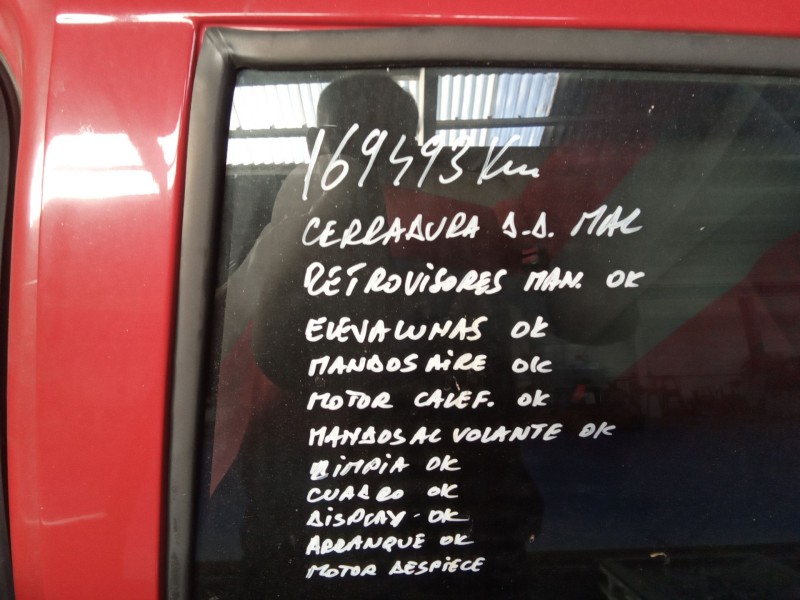 169493 Km
CERRADURA D.D. MAL
RETROVISORES MAN. OK
ELEVALUNAS OK
MANDOS AIRE OK
MOTOR CALEF. OK
MANDOS AL VOLANTE OK
LIMPIA OK
CUADRO OK
DISPLAY - OK
ARRANQUE OK
MOTOR DESPIECE